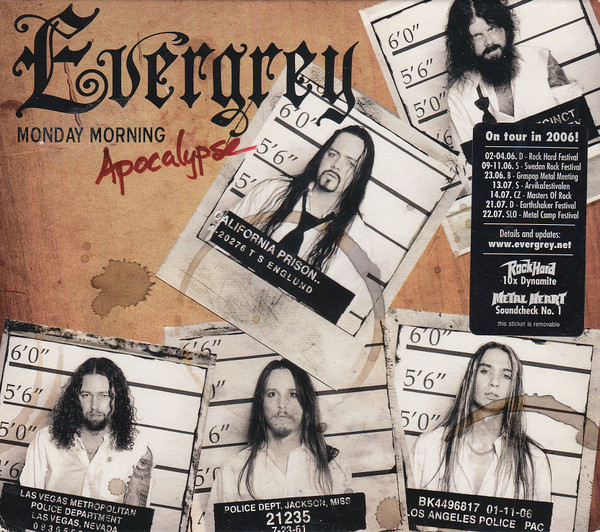 Evergrey
MONDAY MORNING
Apocalypse
6'0"
5'6"
5'0"
PRECINCT
6'0"
5'6"
CALIFORNIA PRISON..
20276 T S ENGLUND
On tour in 2006!
02-04.06. D - Rock Hard Festival
09-11.06. S - Sweden Rock Festival
23.06. B - Graspop Metal Meeting
13.07. S - Arvikafestivalen
14.07. CZ - Masters Of Rock
21.07. D - Earthshaker Festival
22.07. SLO - Metal Camp Festival
Details and updates:
www.evergrey.net
RockHard
10x Dynamite
METAL HEART
Soundcheck No. 1
this sticker is removable
6'0"
5'6"
5'0"
LAS VEGAS METROPOLITAN
POLICE DEPARTMENT
LAS VEGAS, NEVADA
6'0"
5'6"
5'0"
POLICE DEPT. JACKSON, MISC
21235
7-23-61
6'0"
5'6"
5'0"
BK4496817 01-11-06
LOS ANGELES POLICE PAC